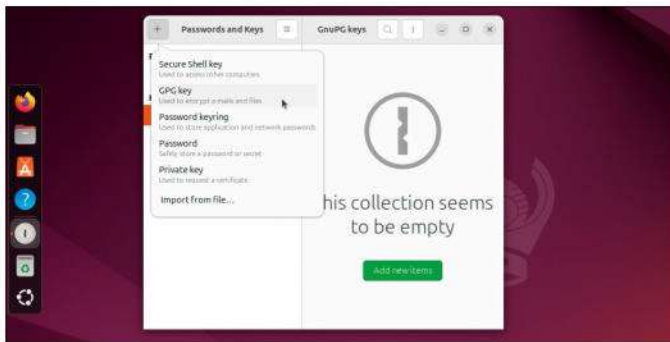 Passwords and Keys
GnuPG keys
Secure Shell key
Used to access other computers
GPG key
Used to encrypt emails and files
Password keyring
Used to store application and network passwords
Password
Safely store a password or secret
Private key
Used to request a certificate
Import from file...
his collection seems
to be empty
Add new items